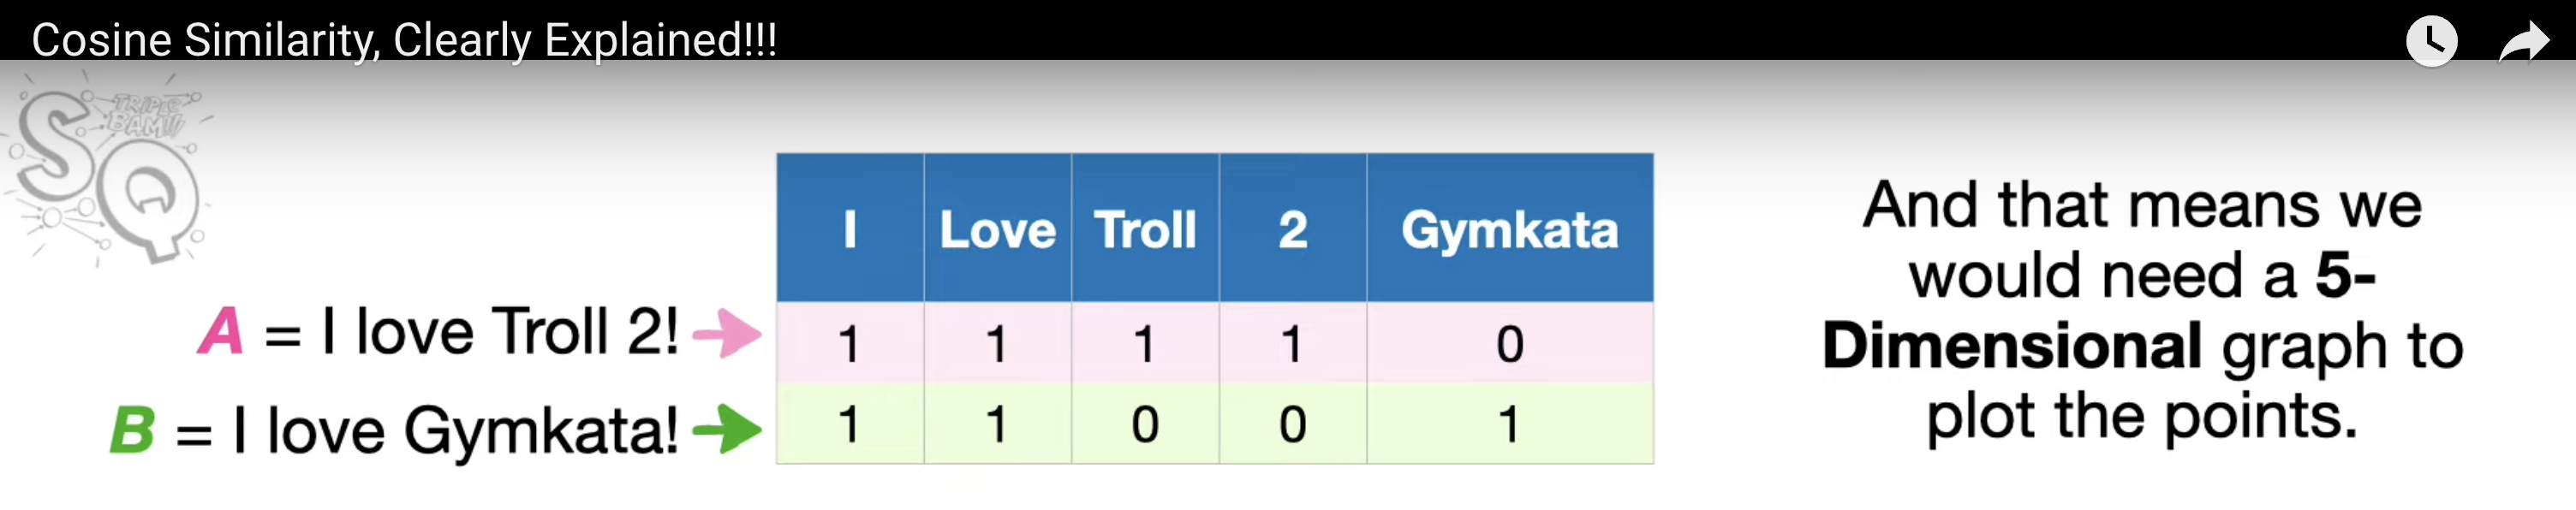 Cosine Similarity, Clearly Explained!!!
TRIPLE
BAM!!!
SQ
I Love Troll 2 Gymkata
A = I love Troll 2! 1 1 1 1 0
B = I love Gymkata! 1 1 0 0 1
And that means we
would need a 5-
Dimensional graph to
plot the points.